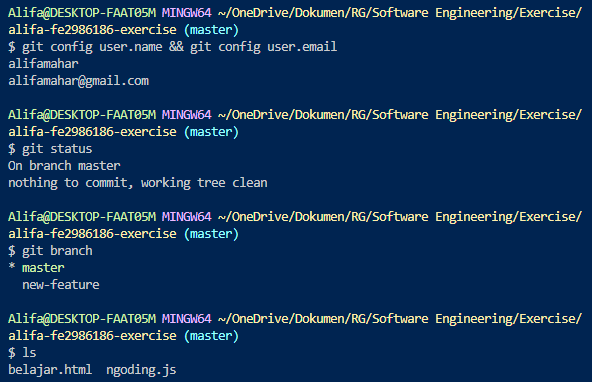 Alifa@DESKTOP-FAAT05M MINGW64 ~/OneDrive/Dokumen/RG/Software Engineering/Exercise/
alifa-fe2986186-exercise (master)
$ git config user.name && git config user.email
alifamahar
alifamahar@gmail.com
Alifa@DESKTOP-FAAT05M MINGW64 ~/OneDrive/Dokumen/RG/Software Engineering/Exercise/
alifa-fe2986186-exercise (master)
$ git status
On branch master
nothing to commit, working tree clean
Alifa@DESKTOP-FAAT05M MINGW64 ~/OneDrive/Dokumen/RG/Software Engineering/Exercise/
alifa-fe2986186-exercise (master)
$ git branch
* master
  new-feature
Alifa@DESKTOP-FAAT05M MINGW64 ~/OneDrive/Dokumen/RG/Software Engineering/Exercise/
alifa-fe2986186-exercise (master)
$ ls
belajar.html  ngoding.js